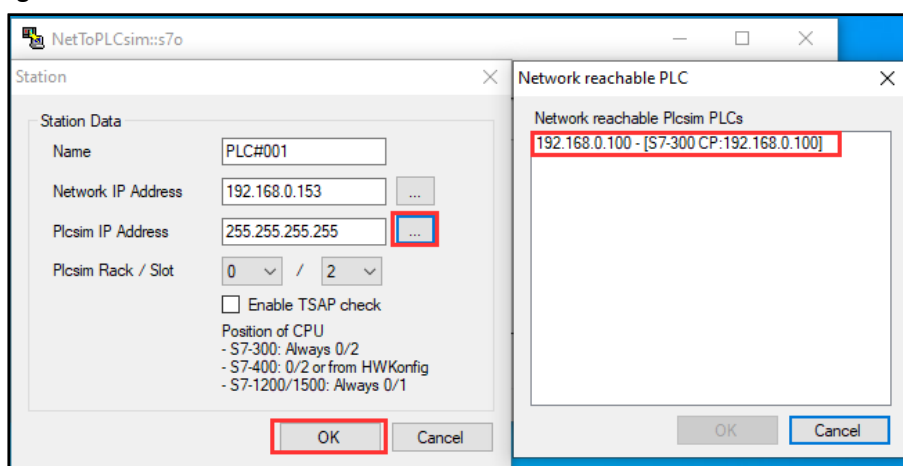 NetToPLCsim::s7o
Station
Station Data
Name
PLC#001
Network IP Address
192.168.0.153
...
Plcsim IP Address
255.255.255.255
...
Plcsim Rack / Slot
0 / 2
Enable TSAP check
Position of CPU
- S7-300: Always 0/2
- S7-400: 0/2 or from HWKonfig
- S7-1200/1500: Always 0/1
OK
Cancel
Network reachable PLC
Network reachable Plcsim PLCs
192.168.0.100 - [S7-300 CP:192.168.0.100]
OK
Cancel